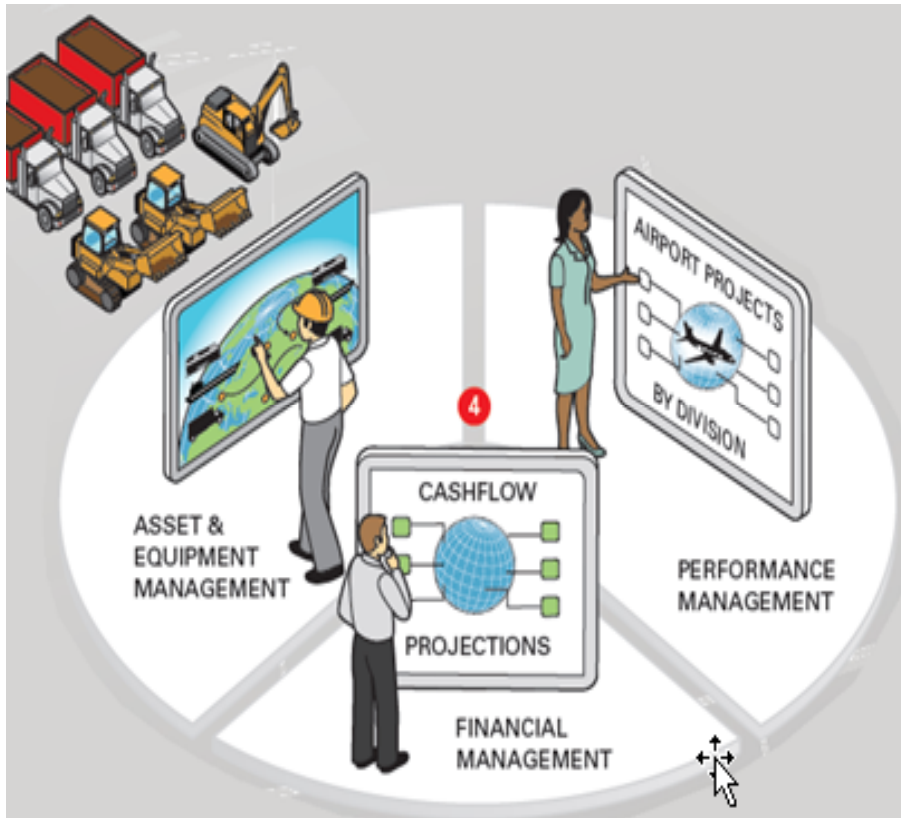 AIRPORT PROJECTS
BY DIVISION
4
CASHFLOW
PROJECTIONS
ASSET &
EQUIPMENT
MANAGEMENT
PERFORMANCE
MANAGEMENT
FINANCIAL
MANAGEMENT